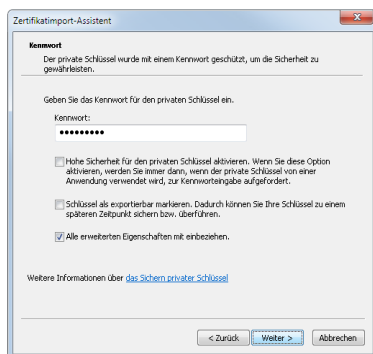 Zertifikatimport-Assistent
Kennwort
Der private Schlüssel wurde mit einem Kennwort geschützt, um die Sicherheit zu
gewährleisten.
Geben Sie das Kennwort für den privaten Schlüssel ein.
Kennwort:
•••••••••
Hohe Sicherheit für den privaten Schlüssel aktivieren. Wenn Sie diese Option
aktivieren, werden Sie immer dann, wenn der private Schlüssel von einer
Anwendung verwendet wird, zur Kennworteingabe aufgefordert.
Schlüssel als exportierbar markieren. Dadurch können Sie Ihre Schlüssel zu einem
späteren Zeitpunkt sichern bzw. überführen.
Alle erweiterten Eigenschaften mit einbeziehen.
Weitere Informationen über das Sichern privater Schlüssel
< Zurück Weiter > Abbrechen